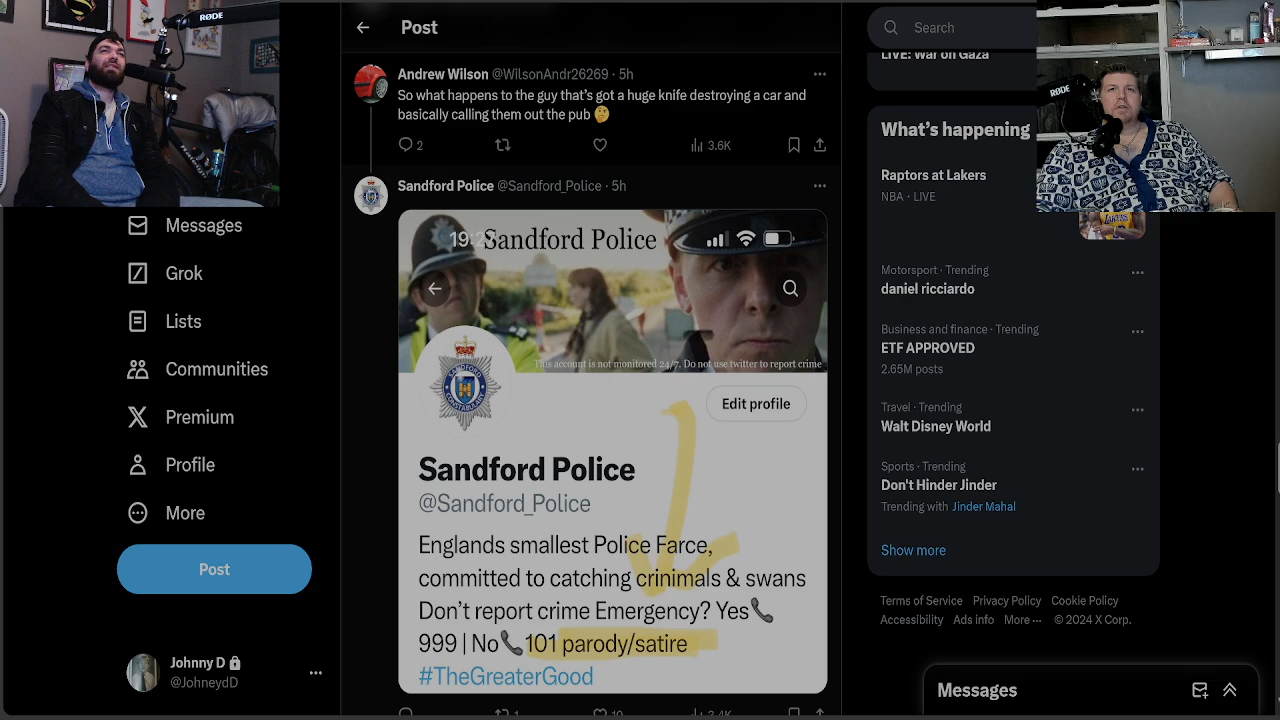 RØDE
Post
Search
LIVE: War on Gaza
RØDE
Andrew Wilson @WilsonAndr26269 · 5h
So what happens to the guy that's got a huge knife destroying a car and
basically calling them out the pub 🤔
2
3.6K
What's happening
Raptors at Lakers
NBA · LIVE
Sandford Police @Sandford_Police · 5h
Sandford Police
This account is not monitored 24/7. Do not use twitter to report crime
Edit profile
Sandford Police
@Sandford_Police
Englands smallest Police Farce,
committed to catching crinimals & swans
Don't report crime Emergency? Yes📞
999 | No📞101 parody/satire
#TheGreaterGood
1
10
2.4K
Messages
Grok
Lists
Communities
Premium
Profile
More
Post
Johnny D
@JohneydD
Motorsport · Trending
daniel ricciardo
Business and finance · Trending
ETF APPROVED
2.65M posts
Travel · Trending
Walt Disney World
Sports · Trending
Don't Hinder Jinder
Trending with Jinder Mahal
Show more
Terms of Service Privacy Policy Cookie Policy
Accessibility Ads info More ··· © 2024 X Corp.
Messages